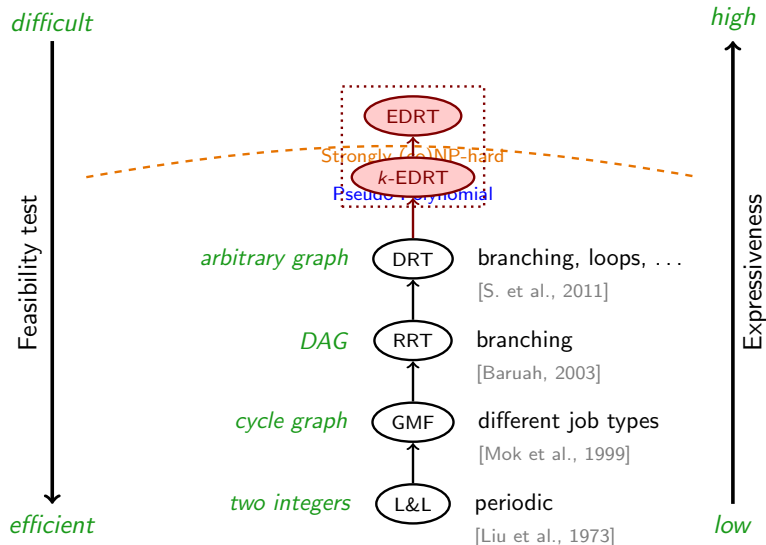 difficult
high
EDRT
Strongly (co)NP-hard
k-EDRT
Pseudo-Polynomial
Feasibility test
Expressiveness
arbitrary graph DRT branching, loops, . . .
[S. et al., 2011]
DAG RRT branching
[Baruah, 2003]
cycle graph GMF different job types
[Mok et al., 1999]
two integers L&L periodic
[Liu et al., 1973]
efficient
low